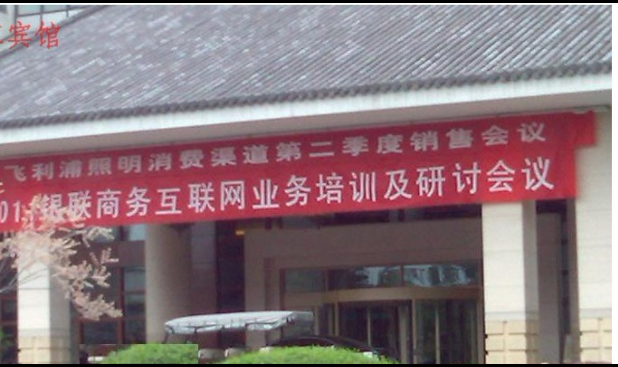 宾馆
飞利浦照明消费渠道第二季度销售会议
银联商务互联网业务培训及研讨会议